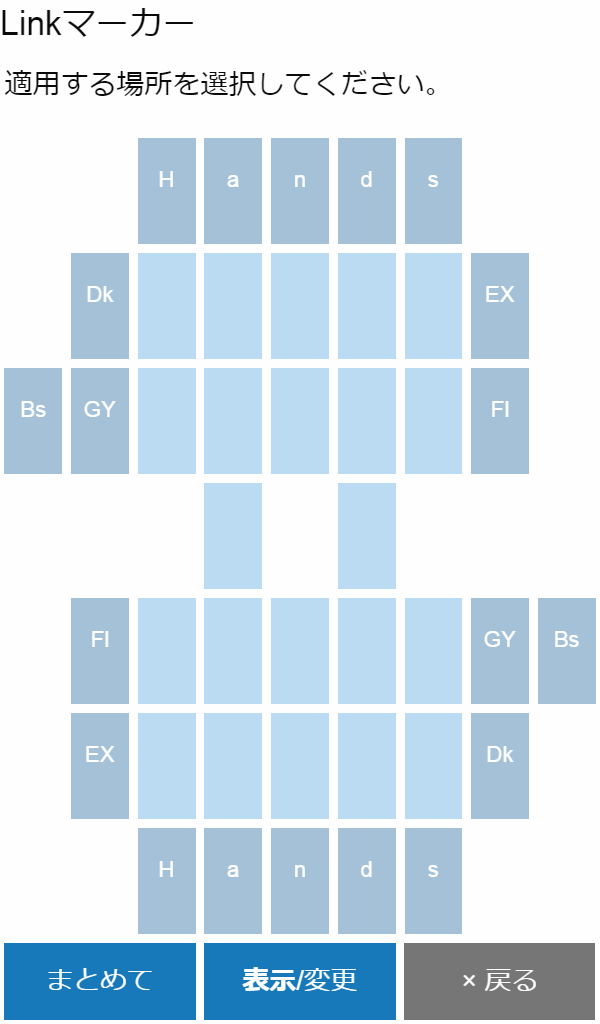 Linkマーカー
適用する場所を選択してください。
H a n d s
Dk EX
Bs GY FI
FI GY Bs
EX Dk
H a n d s
まとめて 表示/変更 × 戻る